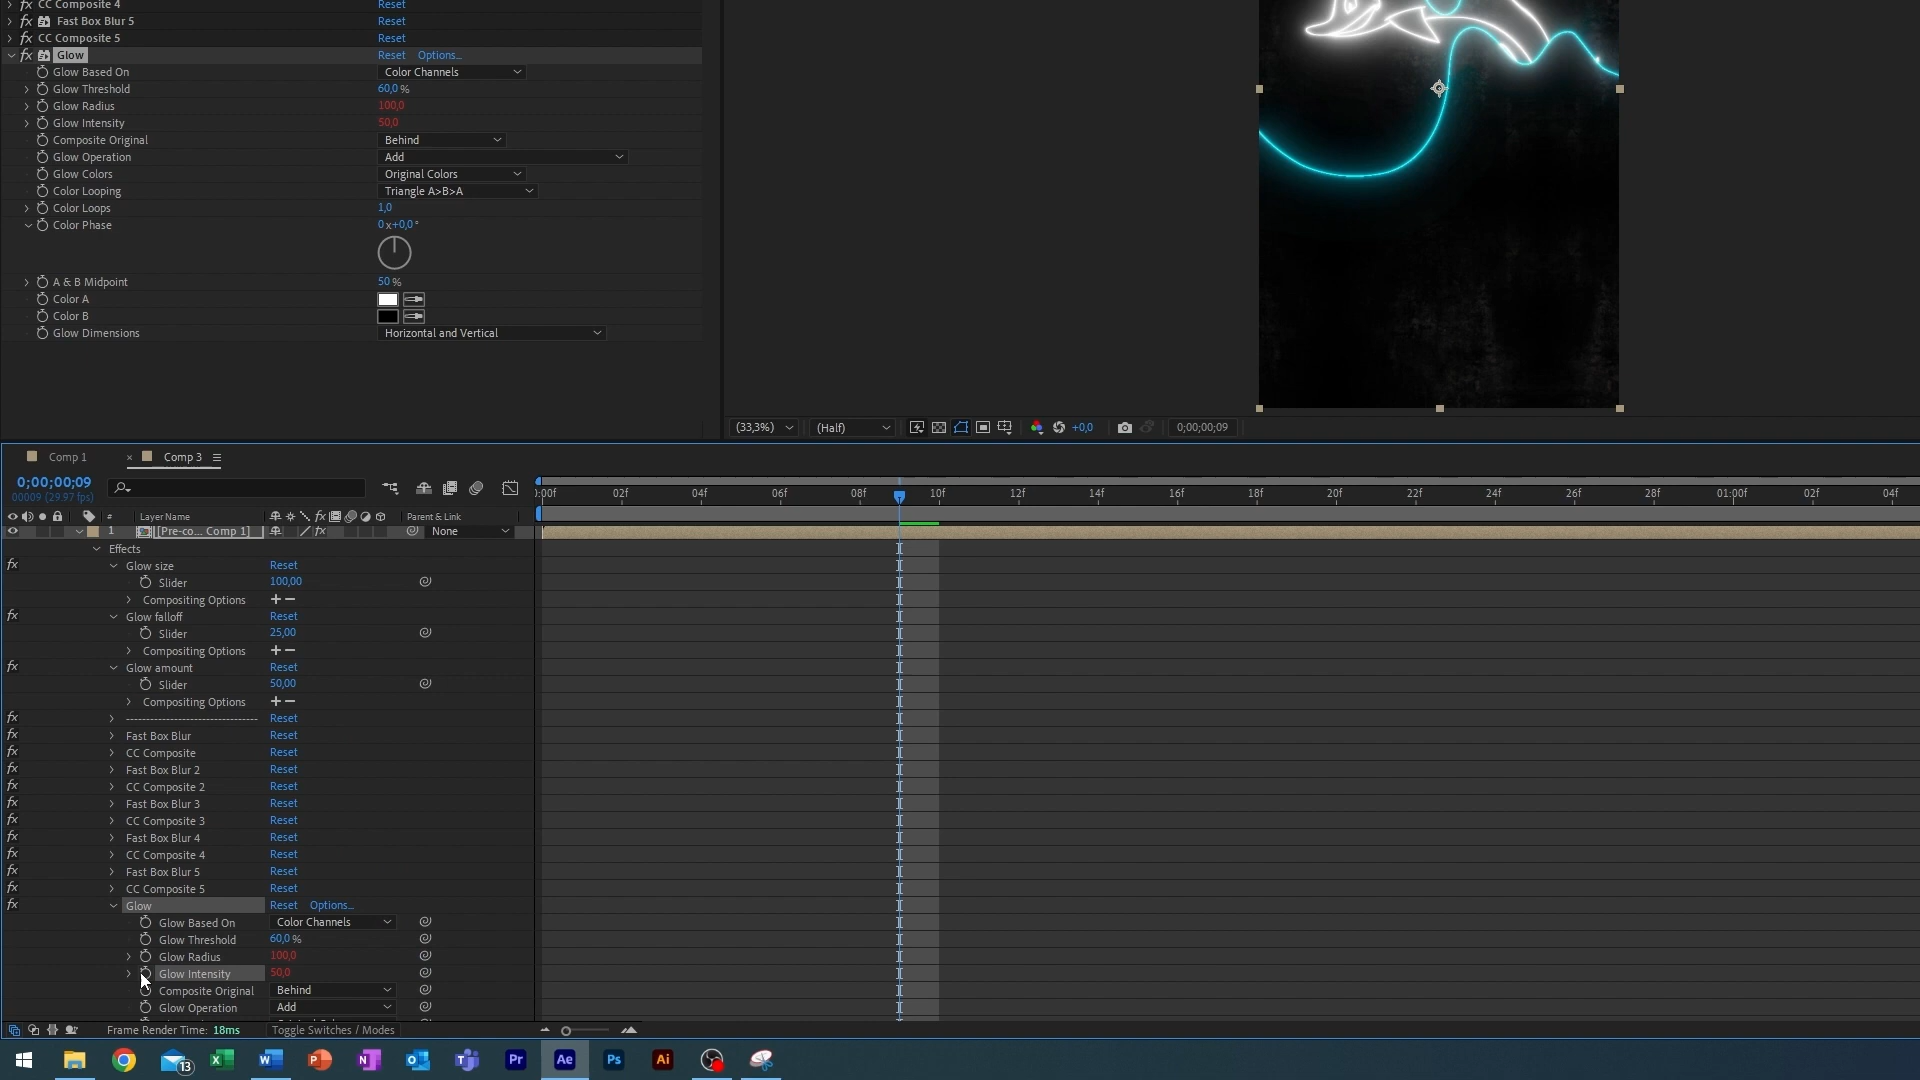 CC Composite 4 Reset
Fast Box Blur 5 Reset
CC Composite 5 Reset
Glow Reset Options...
Glow Based On Color Channels
Glow Threshold 60,0 %
Glow Radius 100,0
Glow Intensity 50,0
Composite Original Behind
Glow Operation Add
Glow Colors Original Colors
Color Looping Triangle A>B>A
Color Loops 1,0
Color Phase 0 x+0,0 °
A & B Midpoint 50 %
Color A
Color B
Glow Dimensions Horizontal and Vertical
(33,3%) (Half) +0,0 0;00;00;09
Comp 1 × Comp 3
0;00;00;09
00009 (29.97 fps)
):00f 02f 04f 06f 08f 10f 12f 14f 16f 18f 20f 22f 24f 26f 28f 01:00f 02f 04f
# Layer Name Parent & Link
1 [Pre-co... Comp 1] None
Effects
Glow size Reset
Slider 100,00
Compositing Options + −
Glow falloff Reset
Slider 25,00
Compositing Options + −
Glow amount Reset
Slider 50,00
Compositing Options + −
--------------------------------- Reset
Fast Box Blur Reset
CC Composite Reset
Fast Box Blur 2 Reset
CC Composite 2 Reset
Fast Box Blur 3 Reset
CC Composite 3 Reset
Fast Box Blur 4 Reset
CC Composite 4 Reset
Fast Box Blur 5 Reset
CC Composite 5 Reset
Glow Reset Options...
Glow Based On Color Channels
Glow Threshold 60,0 %
Glow Radius 100,0
Glow Intensity 50,0
Composite Original Behind
Glow Operation Add
Frame Render Time: 18ms Toggle Switches / Modes
13 Pr Ae Ps Ai